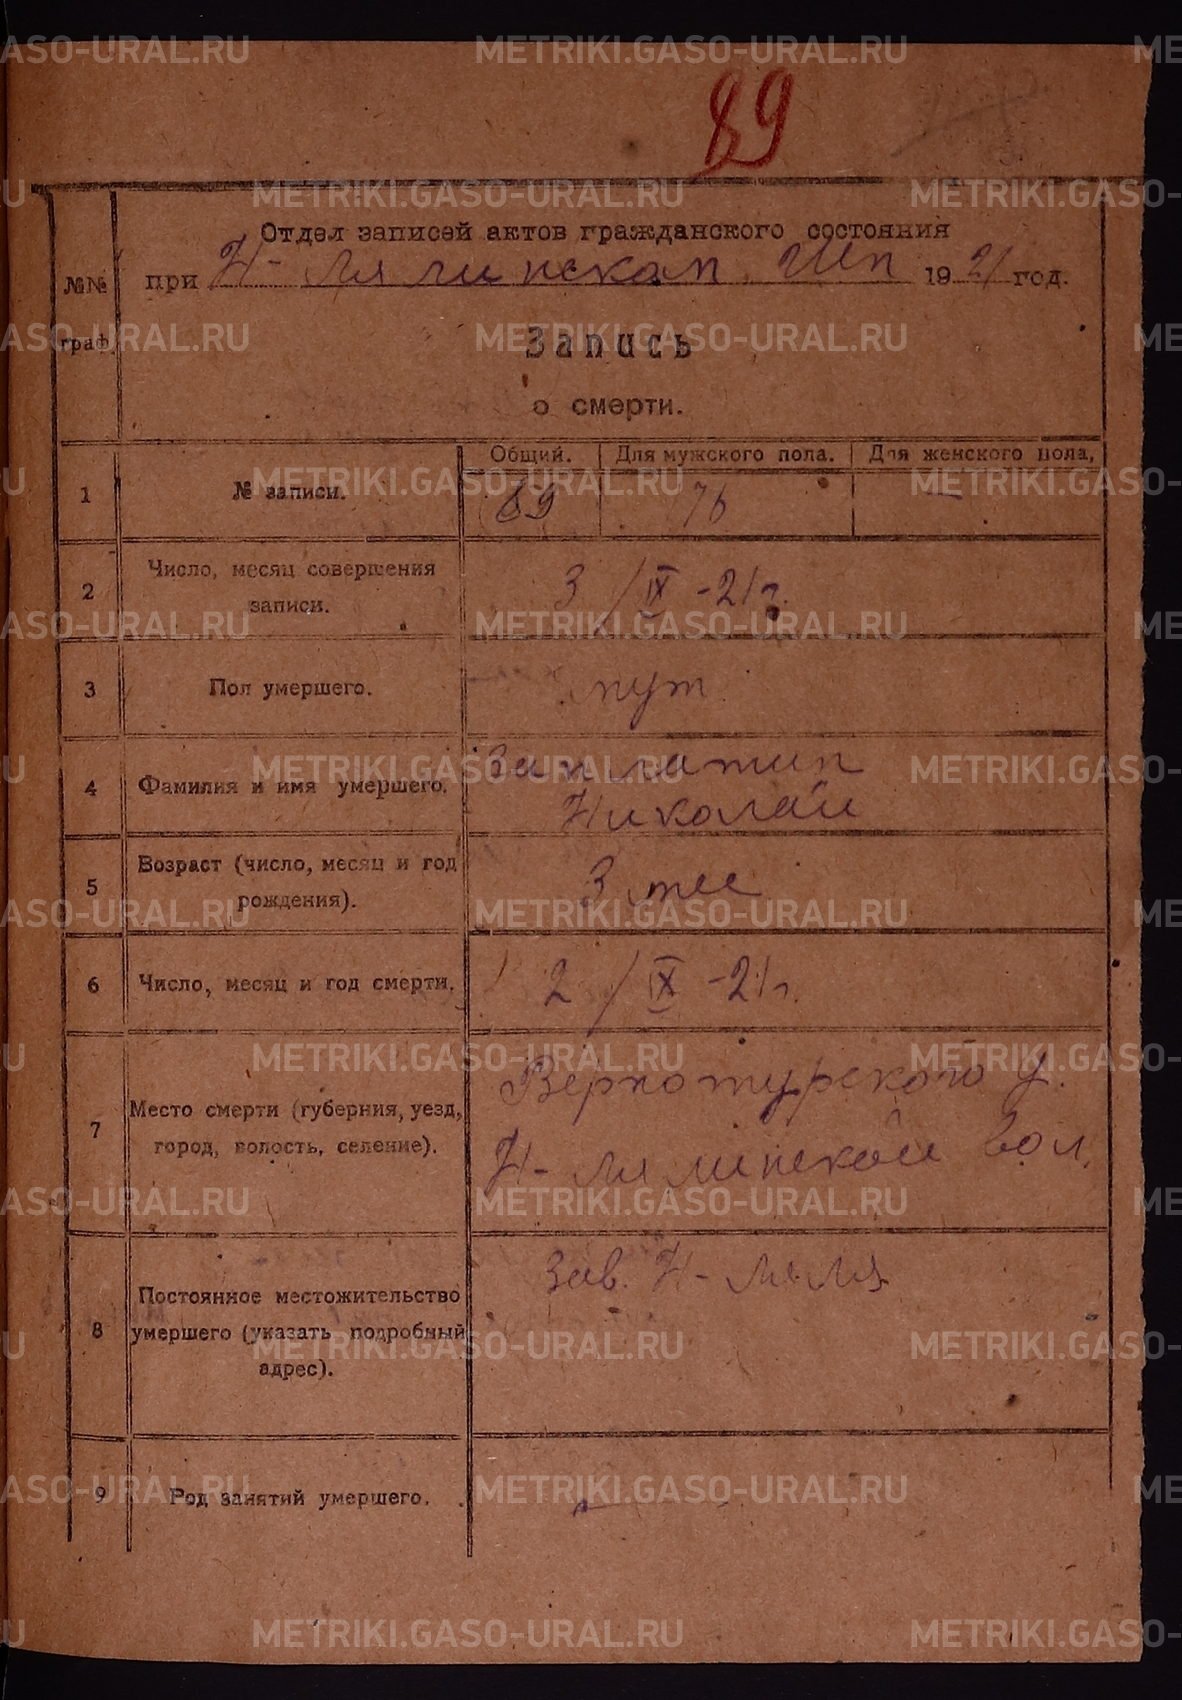 89
Отдел записей актов гражданского состояния
№№ граф.
при Н-Лялинском Исп 1921 год.
Запись
о смерти.
Общий. Для мужского пола. Для женского пола,
1 № записи. 89 76 —
2 Число, месяц совершения записи. 3/IX-21 г.
3 Пол умершего. муж
4 Фамилия и имя умершего. Заплатин
Николай
5 Возраст (число, месяц и год рождения). 3 мес
6 Число, месяц и год смерти. 2/IX-21 г.
7 Место смерти (губерния, уезд, город, волость, селение). Верхотурского у.
Н-Лялинской вол.
8 Постоянное местожительство умершего (указать подробный адрес). Зав. Н-Ляля
9 Род занятий умершего. —
METRIKI.GASO-URAL.RU